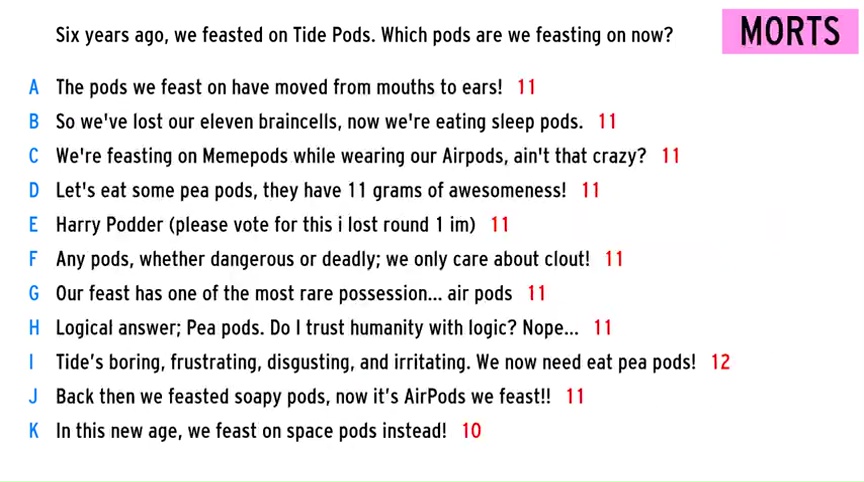 Six years ago, we feasted on Tide Pods. Which pods are we feasting on now?
MORTS
A The pods we feast on have moved from mouths to ears! 11
B So we've lost our eleven braincells, now we're eating sleep pods. 11
C We're feasting on Memepods while wearing our Airpods, ain't that crazy? 11
D Let's eat some pea pods, they have 11 grams of awesomeness! 11
E Harry Podder (please vote for this i lost round 1 im) 11
F Any pods, whether dangerous or deadly; we only care about clout! 11
G Our feast has one of the most rare possession... air pods 11
H Logical answer; Pea pods. Do I trust humanity with logic? Nope... 11
I Tide’s boring, frustrating, disgusting, and irritating. We now need eat pea pods! 12
J Back then we feasted soapy pods, now it’s AirPods we feast!! 11
K In this new age, we feast on space pods instead! 10